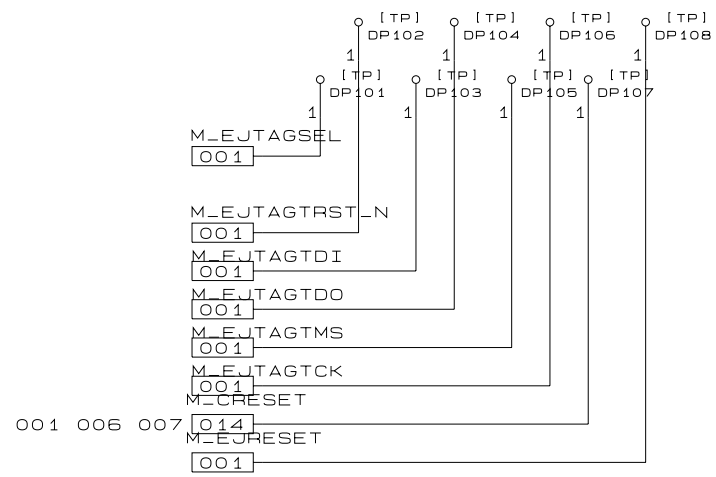 [TP] [TP] [TP] [TP]
DP102 DP104 DP106 DP108
1 1 1 1
[TP] [TP] [TP] [TP]
DP101 DP103 DP105 DP107
1 1 1 1
M_EJTAGSEL
001
M_EJTAGTRST_N
001
M_EJTAGTDI
001
M_EJTAGTDO
001
M_EJTAGTMS
001
M_EJTAGTCK
001
M_CRESET
001 006 007 014
M_EJRESET
001